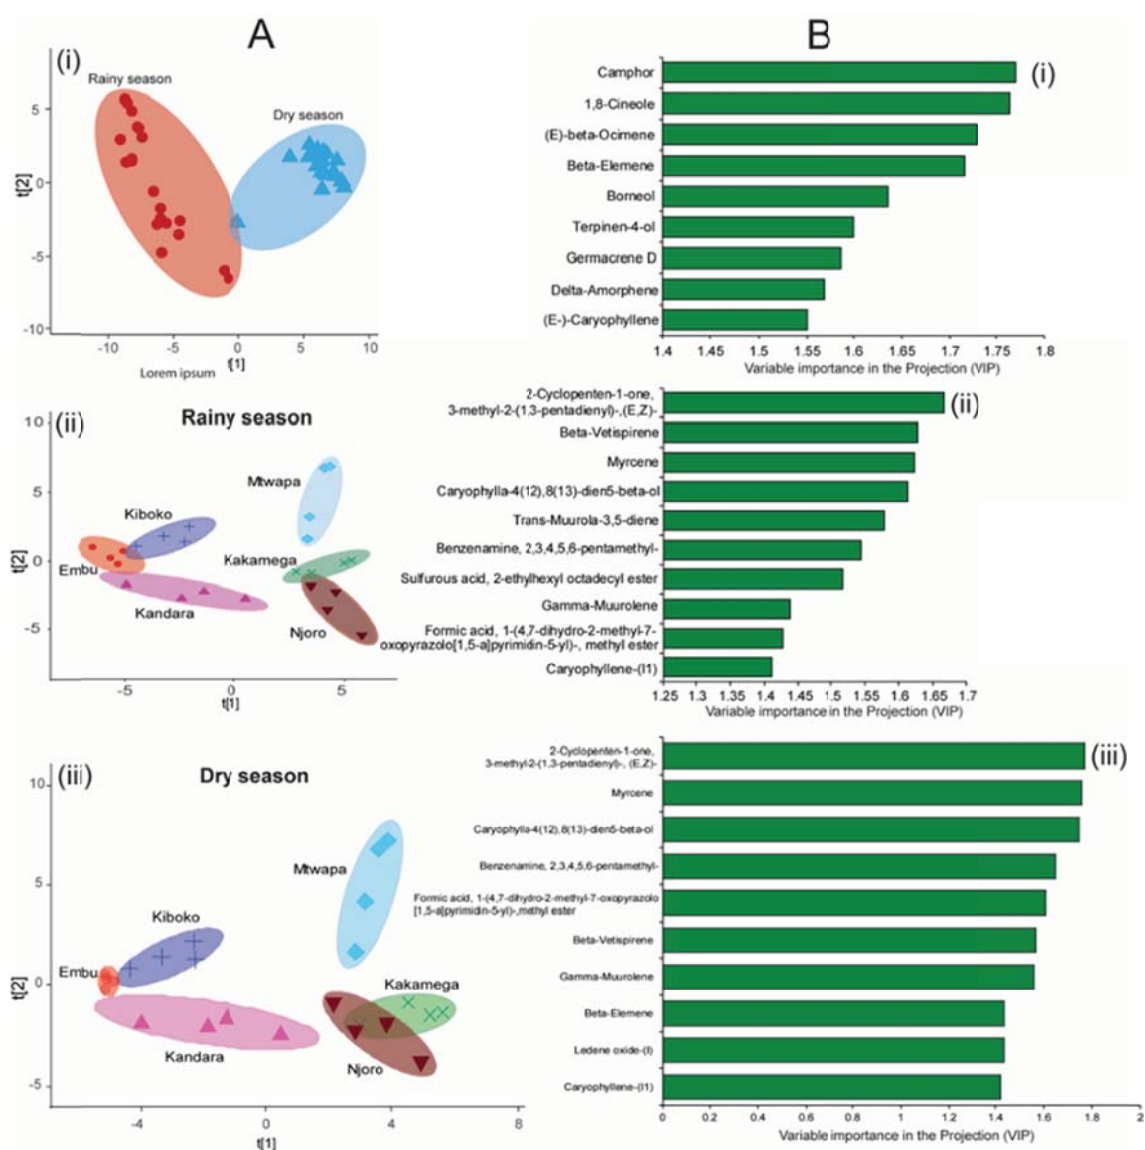 A
B
(i)
Rainy season
Dry season
5
0
-5
-10
t[2]
-10
-5
0
5
10
t[1]
Lorem ipsum
(i)
Camphor
1,8-Cineole
(E)-beta-Ocimene
Beta-Elemene
Borneol
Terpinen-4-ol
Germacrene D
Delta-Amorphene
(E-)-Caryophyllene
1.4
1.45
1.5
1.55
1.6
1.65
1.7
1.75
1.8
Variable importance in the Projection (VIP)
(ii)
Rainy season
10
5
0
-5
t[2]
Mtwapa
Kiboko
Kakamega
Embu
Kandara
Njoro
-5
0
5
t[1]
(ii)
2-Cyclopenten-1-one,
3-methyl-2-(1,3-pentadienyl)-,(E,Z)-
Beta-Vetispirene
Myrcene
Caryophylla-4(12),8(13)-dien5-beta-ol
Trans-Muurola-3,5-diene
Benzenamine, 2,3,4,5,6-pentamethyl-
Sulfurous acid, 2-ethylhexyl octadecyl ester
Gamma-Muurolene
Formic acid, 1-(4,7-dihydro-2-methyl-7-
oxopyrazolo[1,5-a]pyrimidin-5-yl)-, methyl ester
Caryophyllene-(I1)
1.25
1.3
1.35
1.4
1.45
1.5
1.55
1.6
1.65
1.7
Variable importance in the Projection (VIP)
(iii)
Dry season
10
5
0
-5
t[2]
Mtwapa
Kiboko
Embu
Kakamega
Kandara
Njoro
-4
0
4
8
t[1]
(iii)
2-Cyclopenten-1-one,
3-methyl-2-(1,3-pentadienyl)-, (E,Z)-
Myrcene
Caryophylla-4(12),8(13)-dien5-beta-ol
Benzenamine, 2,3,4,5,6-pentamethyl-
Formic acid, 1-(4,7-dihydro-2-methyl-7-oxopyrazolo
[1,5-a]pyrimidin-5-yl)-,methyl ester
Beta-Vetispirene
Gamma-Muurolene
Beta-Elemene
Ledene oxide-(I)
Caryophyllene-(I1)
0
0.2
0.4
0.6
0.8
1
1.2
1.4
1.6
1.8
2
Variable importance in the Projection (VIP)